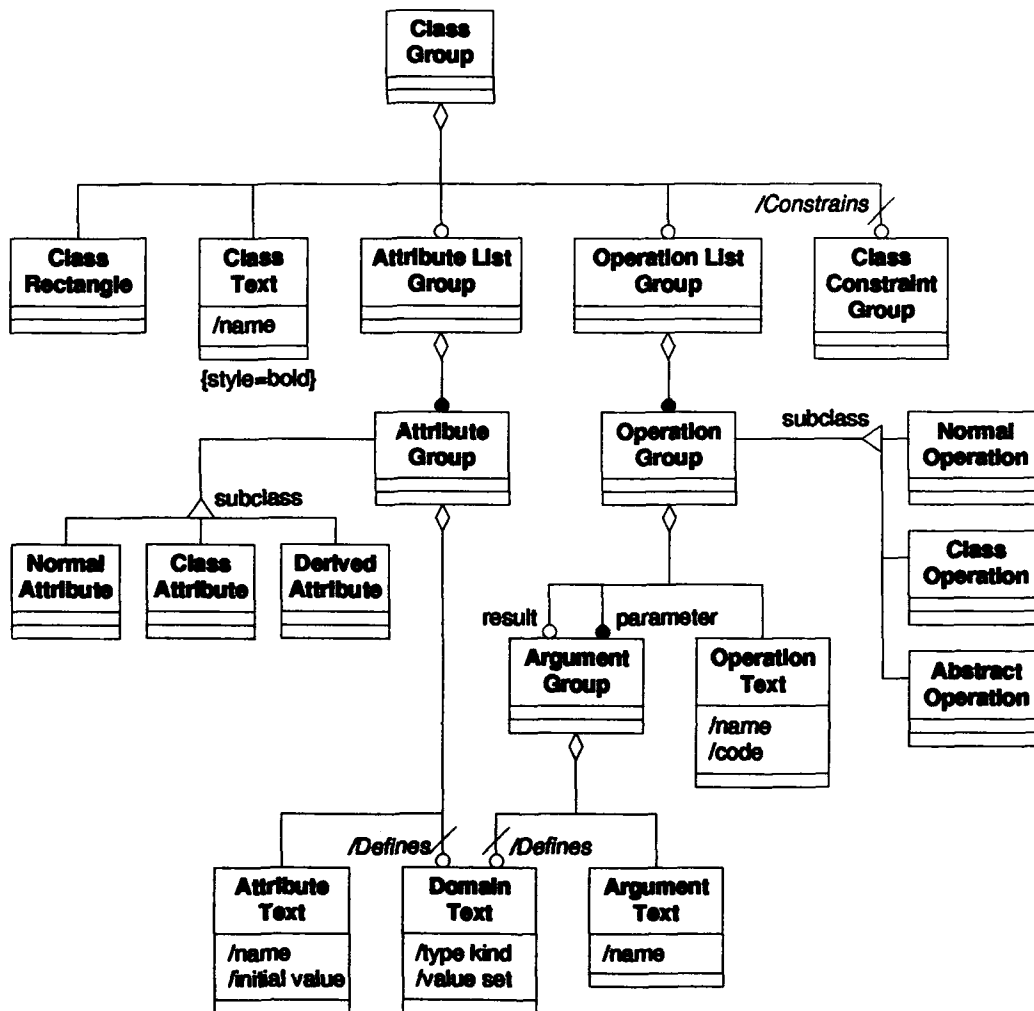 Class
Group
/Constrains
Class
Rectangle
Class
Text
/name
{style=bold}
Attribute List
Group
Operation List
Group
Class
Constraint
Group
Attribute
Group
Operation
Group
subclass
Normal
Operation
subclass
Normal
Attribute
Class
Attribute
Derived
Attribute
Class
Operation
result
parameter
Argument
Group
Operation
Text
/name
/code
Abstract
Operation
/Defines
/Defines
Attribute
Text
/name
/initial value
Domain
Text
/type kind
/value set
Argument
Text
/name